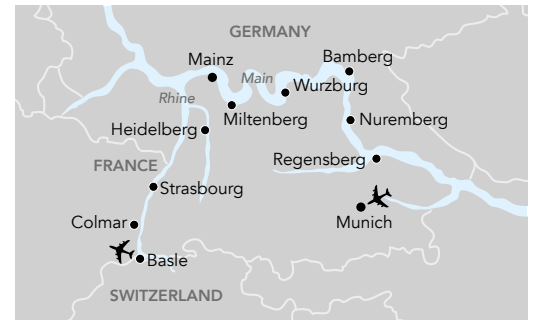 GERMANY
Bamberg
Mainz
Main
Wurzburg
Rhine
Miltenberg
Nuremberg
Heidelberg
Regensberg
FRANCE
Strasbourg
Colmar
Munich
Basle
SWITZERLAND